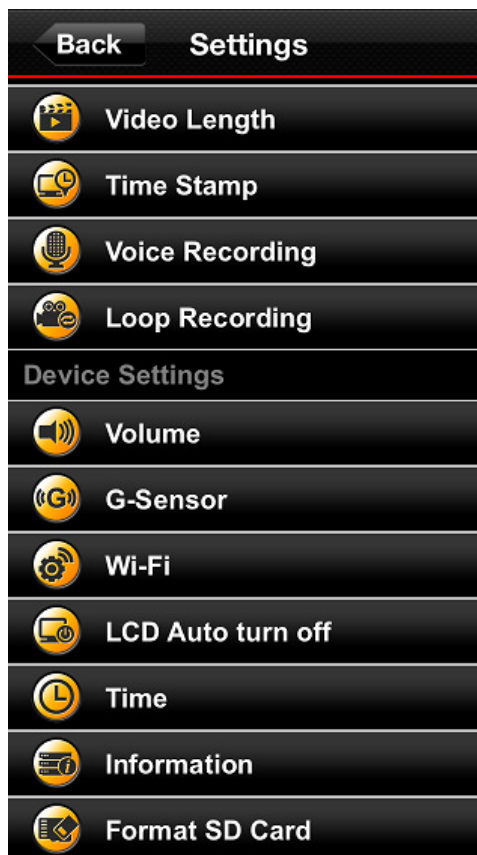 Back Settings
Video Length
Time Stamp
Voice Recording
Loop Recording
Device Settings
Volume
G-Sensor
Wi-Fi
LCD Auto turn off
Time
Information
Format SD Card